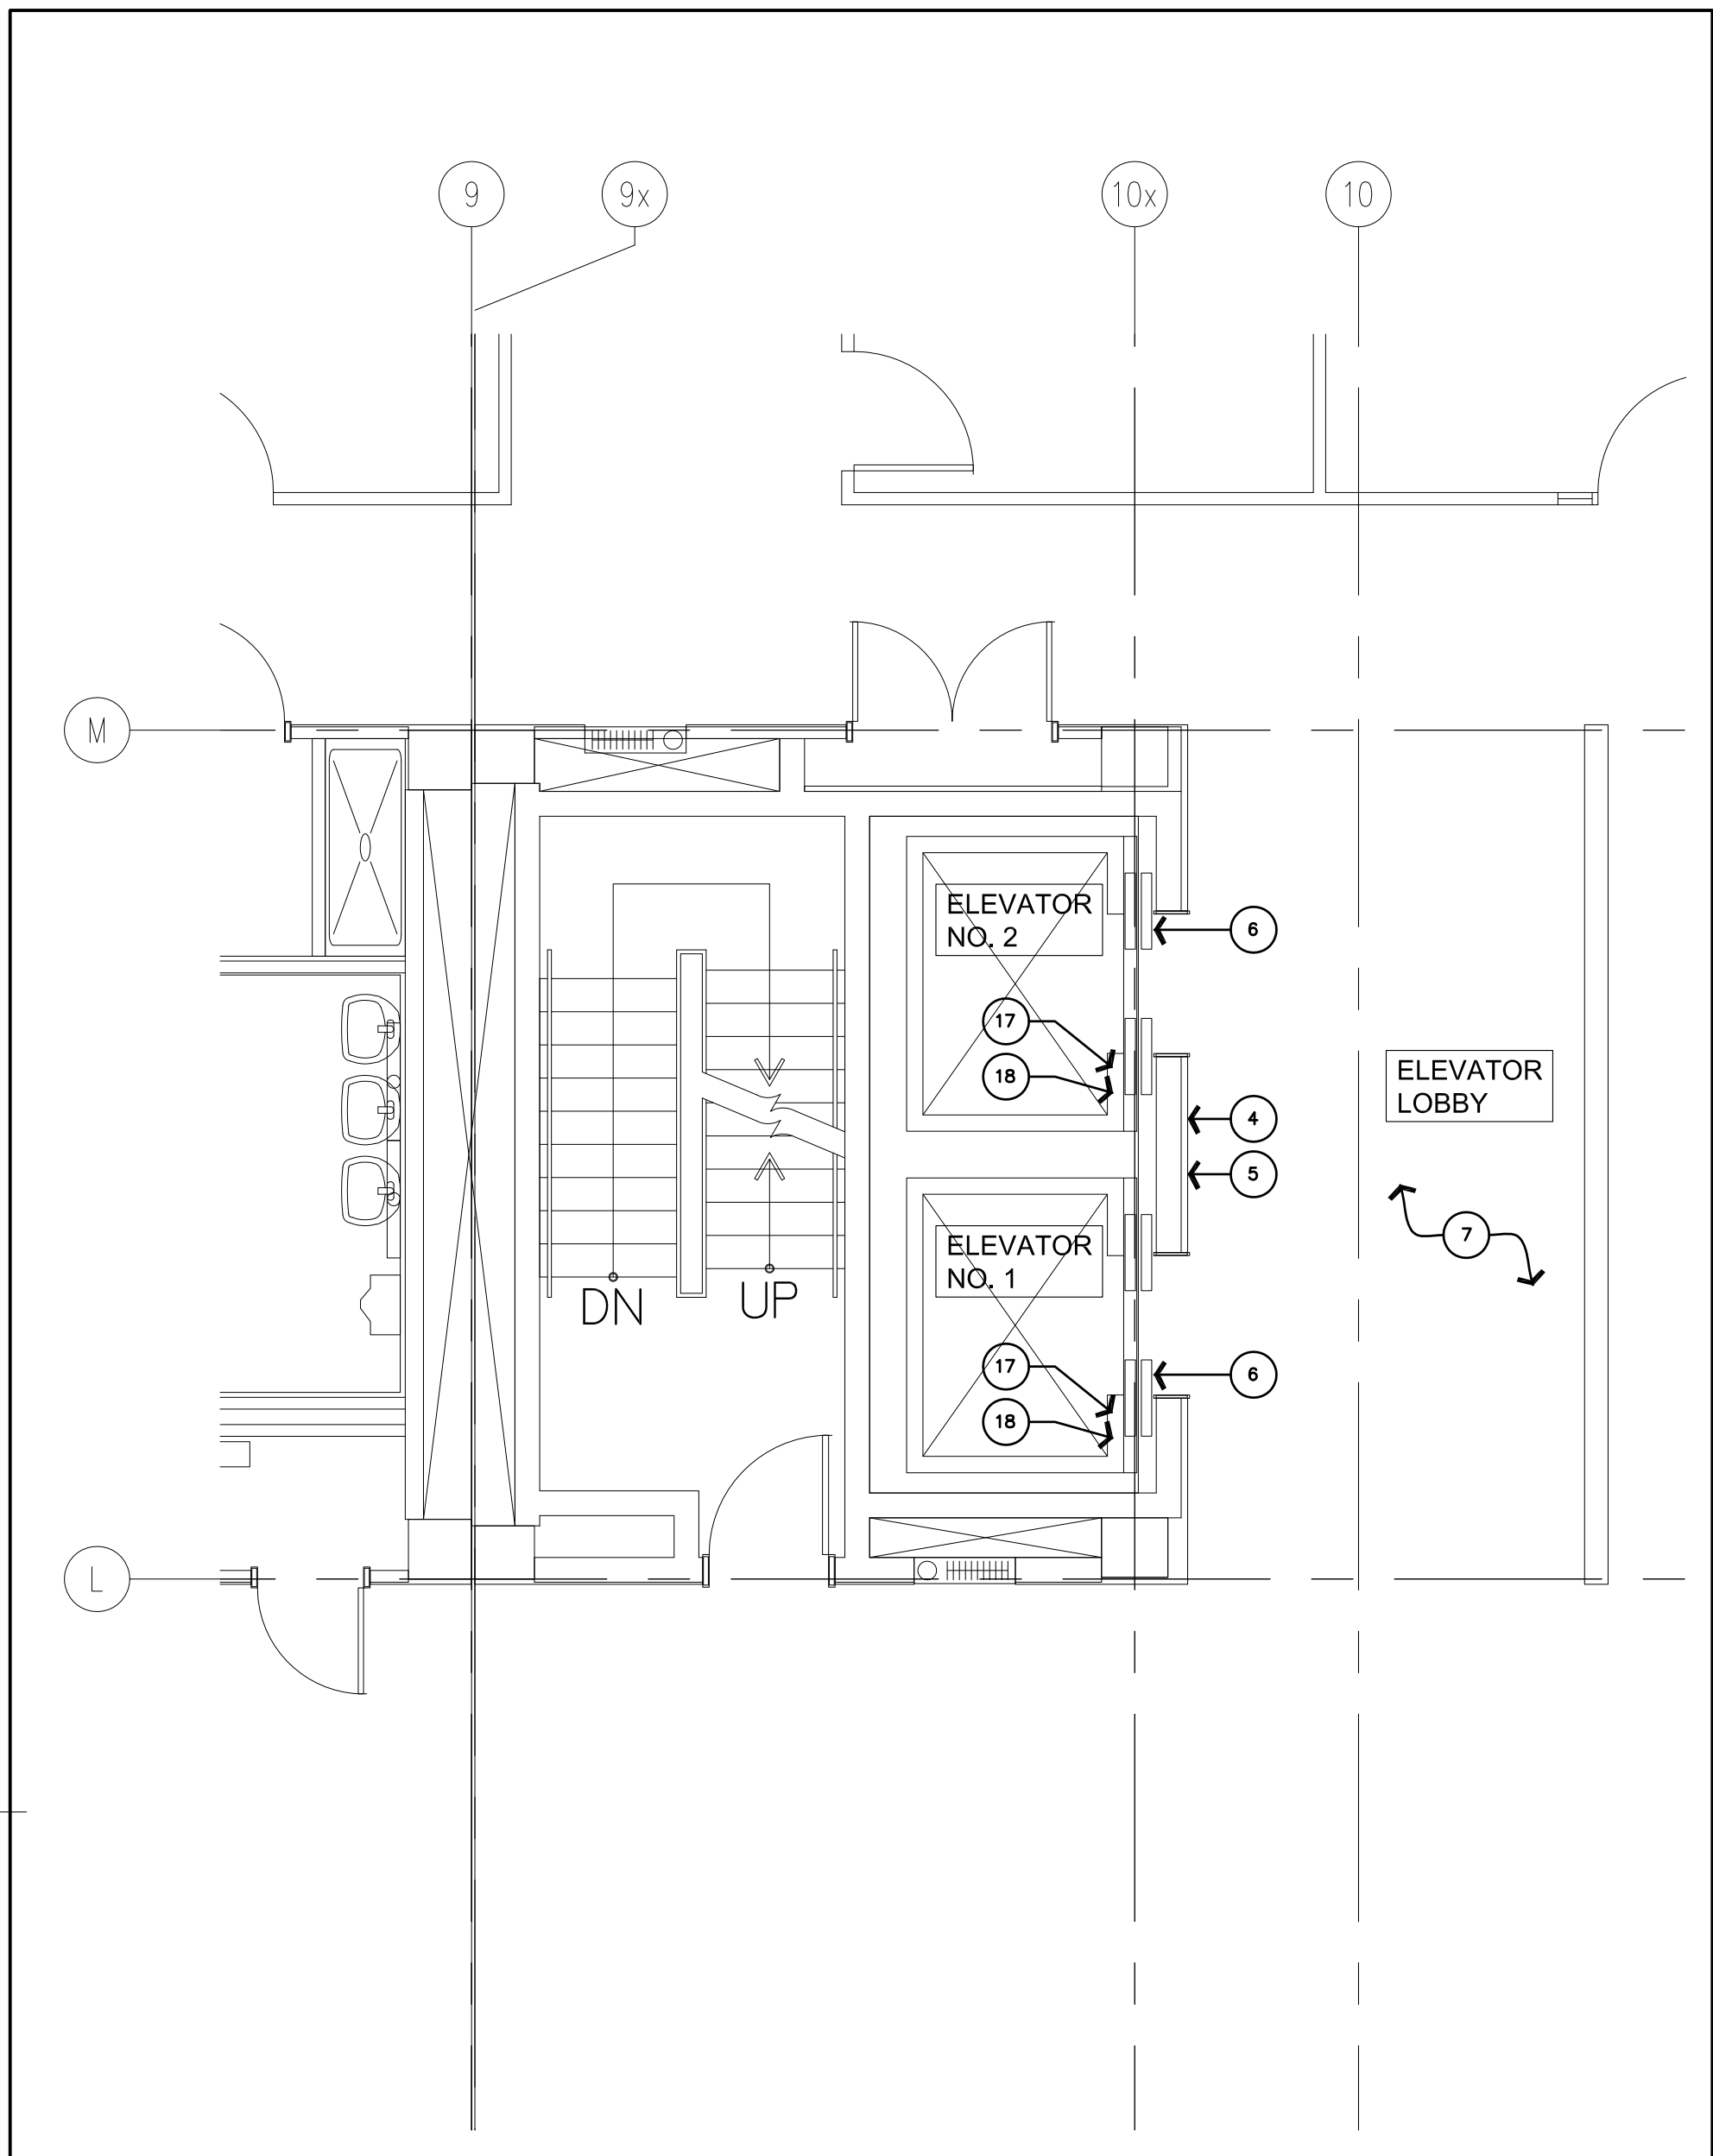 9
9x
10x
10
M
ELEVATOR
NO. 2
6
17
18
4
5
ELEVATOR
LOBBY
7
ELEVATOR
NO. 1
DN
UP
17
18
6
L